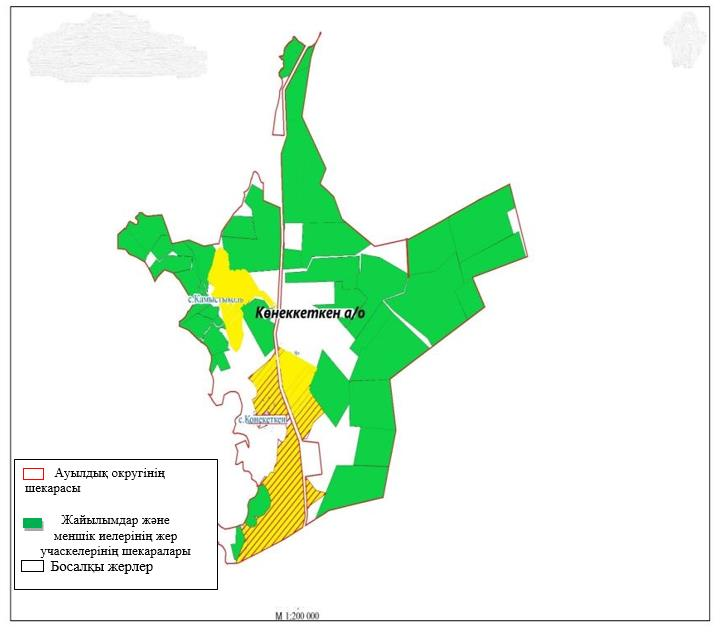 с.Камыстыколь
Көнеккеткен а/о
с.Конекеткен
Ауылдық округінің
шекарасы
Жайылымдар және
меншік иелерінің жер
учаскелерінің шекаралары
Босалқы жерлер
М 1:200 000